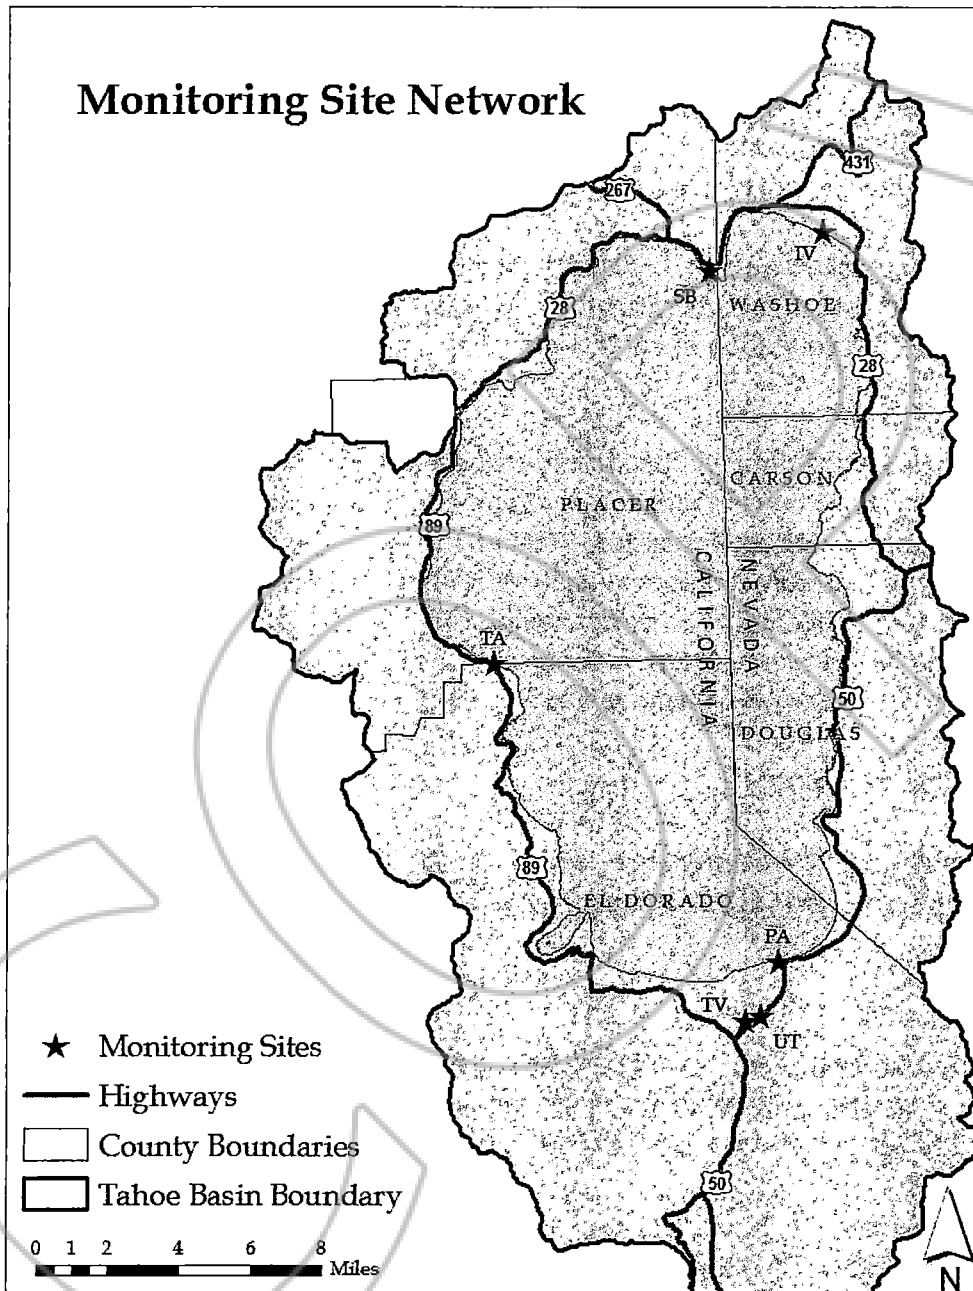 Monitoring Site Network
431
267
IV
SB
WASHOE
28
28
CARSON
PLACER
89
CALIFORNIA
NEVADA
TA
50
DOUGLAS
89
EL DORADO
PA
TV
UT
Monitoring Sites
Highways
County Boundaries
Tahoe Basin Boundary
50
0 1 2 4 6 8
Miles
N